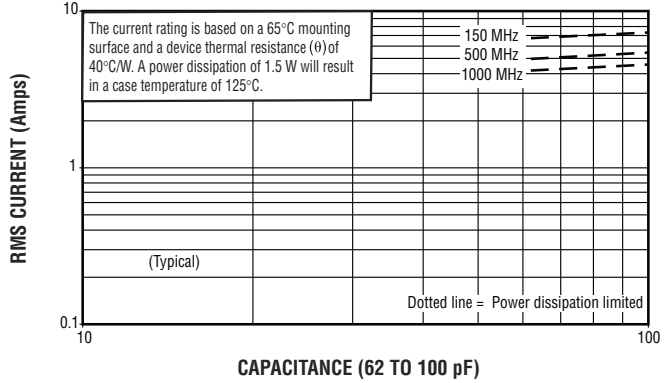 10
The current rating is based on a 65°C mounting
surface and a device thermal resistance (θ) of
40°C/W. A power dissipation of 1.5 W will result
in a case temperature of 125°C.
150 MHz
500 MHz
1000 MHz
RMS CURRENT (Amps)
1
(Typical)
Dotted line = Power dissipation limited
0.1
10
100
CAPACITANCE (62 TO 100 pF)